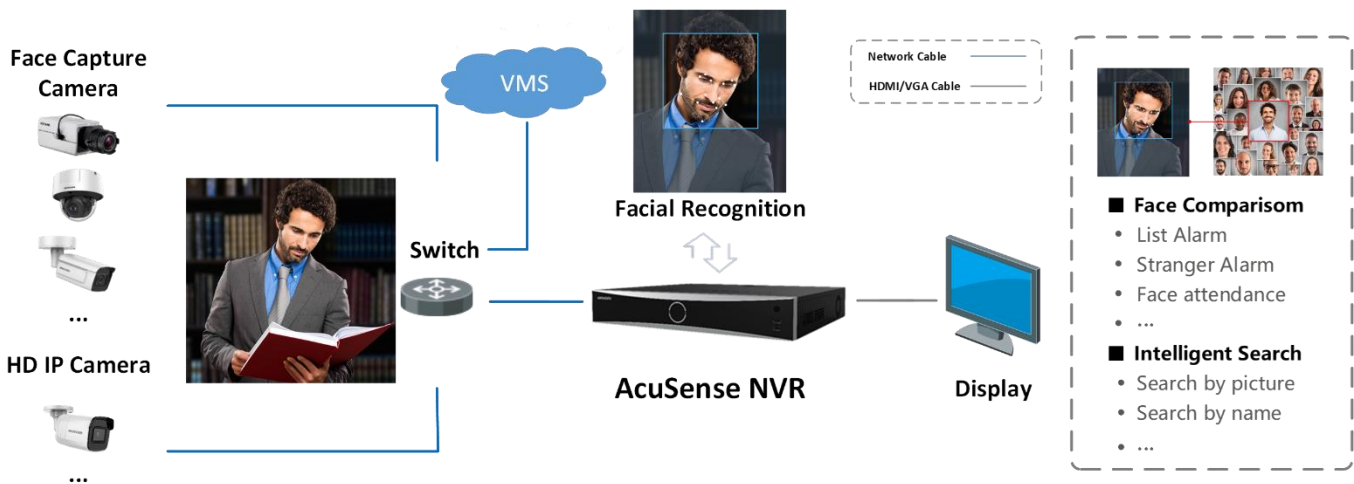 Face Capture
Camera
...
HD IP Camera
...
VMS
Switch
Facial Recognition
AcuSense NVR
Display
Network Cable
HDMI/VGA Cable
■ Face Comparisom
• List Alarm
• Stranger Alarm
• Face attendance
• ...
■ Intelligent Search
• Search by picture
• Search by name
• ...